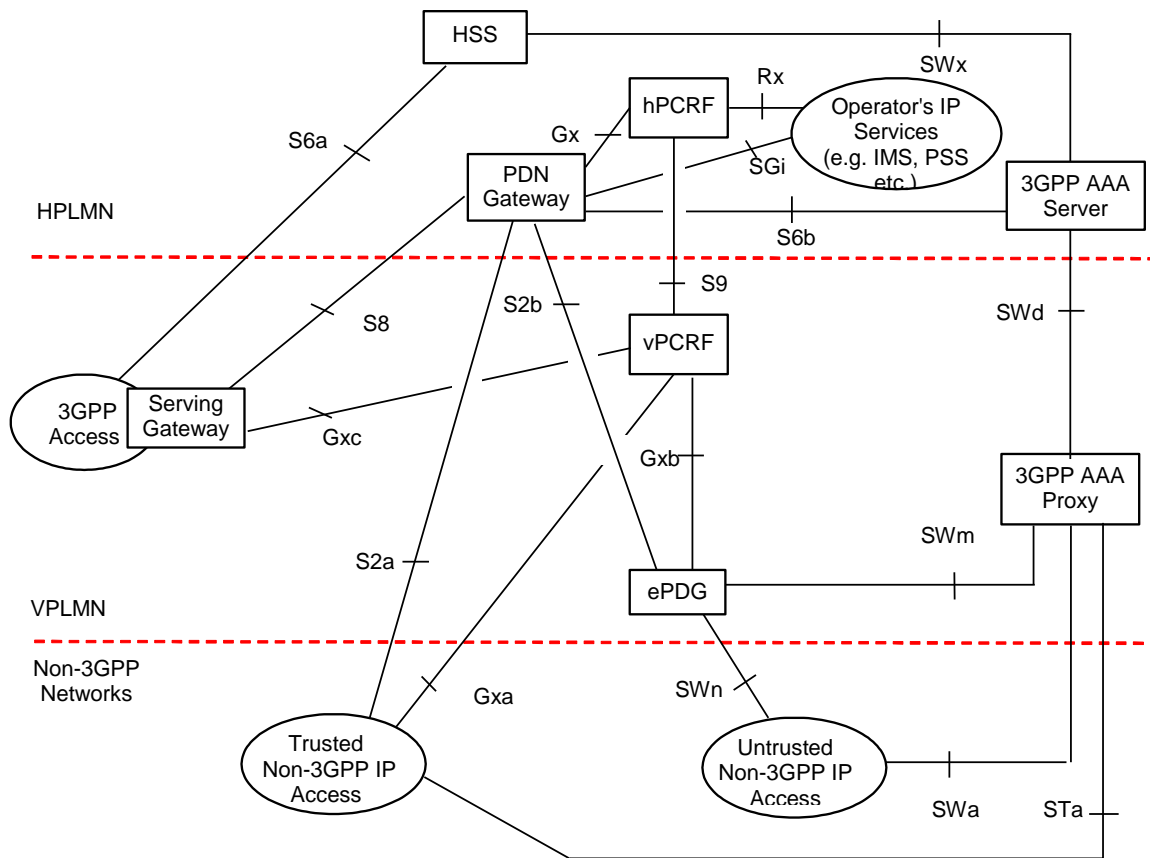 HSS
SWx
Rx
hPCRF
Operator's IP
Services
(e.g. IMS, PSS
etc.)
Gx
S6a
SGi
PDN
Gateway
3GPP AAA
Server
HPLMN
S6b
S9
S2b
SWd
S8
vPCRF
3GPP
Access
Serving
Gateway
Gxc
Gxb
3GPP AAA
Proxy
SWm
S2a
ePDG
VPLMN
Non-3GPP
Networks
Gxa
SWn
Trusted
Non-3GPP IP
Access
Untrusted
Non-3GPP IP
Access
SWa
STa